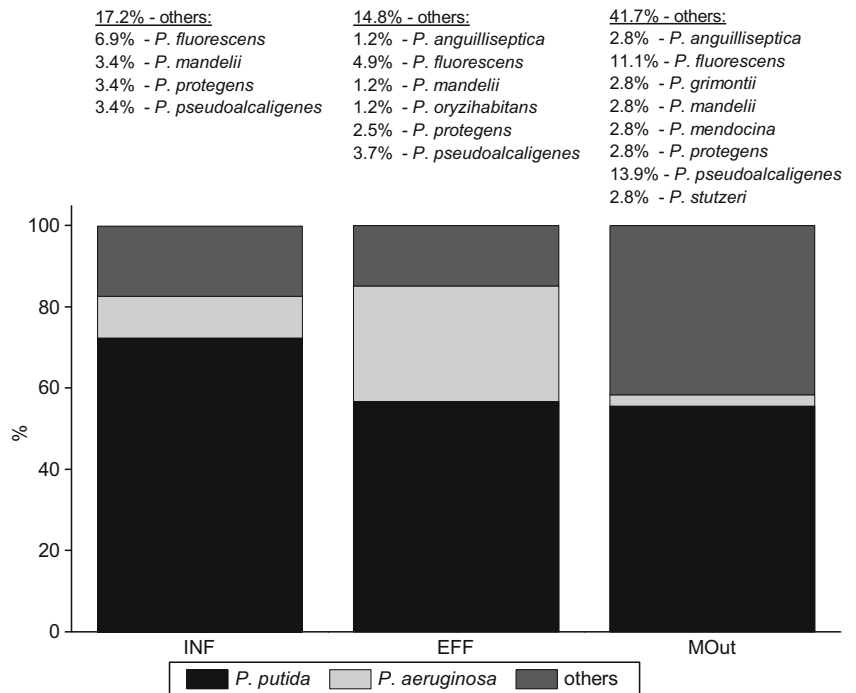 17.2% - others:
6.9% - P. fluorescens
3.4% - P. mandelii
3.4% - P. protegens
3.4% - P. pseudoalcaligenes
14.8% - others:
1.2% - P. anguilliseptica
4.9% - P. fluorescens
1.2% - P. mandelii
1.2% - P. oryzihabitans
2.5% - P. protegens
3.7% - P. pseudoalcaligenes
41.7% - others:
2.8% - P. anguilliseptica
11.1% - P. fluorescens
2.8% - P. grimontii
2.8% - P. mandelii
2.8% - P. mendocina
2.8% - P. protegens
13.9% - P. pseudoalcaligenes
2.8% - P. stutzeri
100
80
60
40
20
0
%
INF
EFF
MOut
P. putida
P. aeruginosa
others